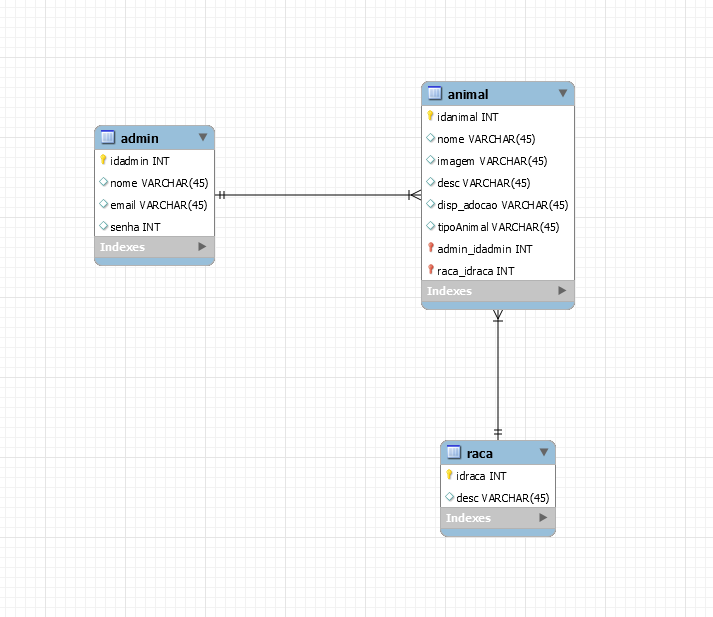 admin
idadmin INT
nome VARCHAR(45)
email VARCHAR(45)
senha INT
Indexes
animal
idanimal INT
nome VARCHAR(45)
imagem VARCHAR(45)
desc VARCHAR(45)
disp_adocao VARCHAR(45)
tipoAnimal VARCHAR(45)
admin_idadmin INT
raca_idraca INT
Indexes
raca
idraca INT
desc VARCHAR(45)
Indexes